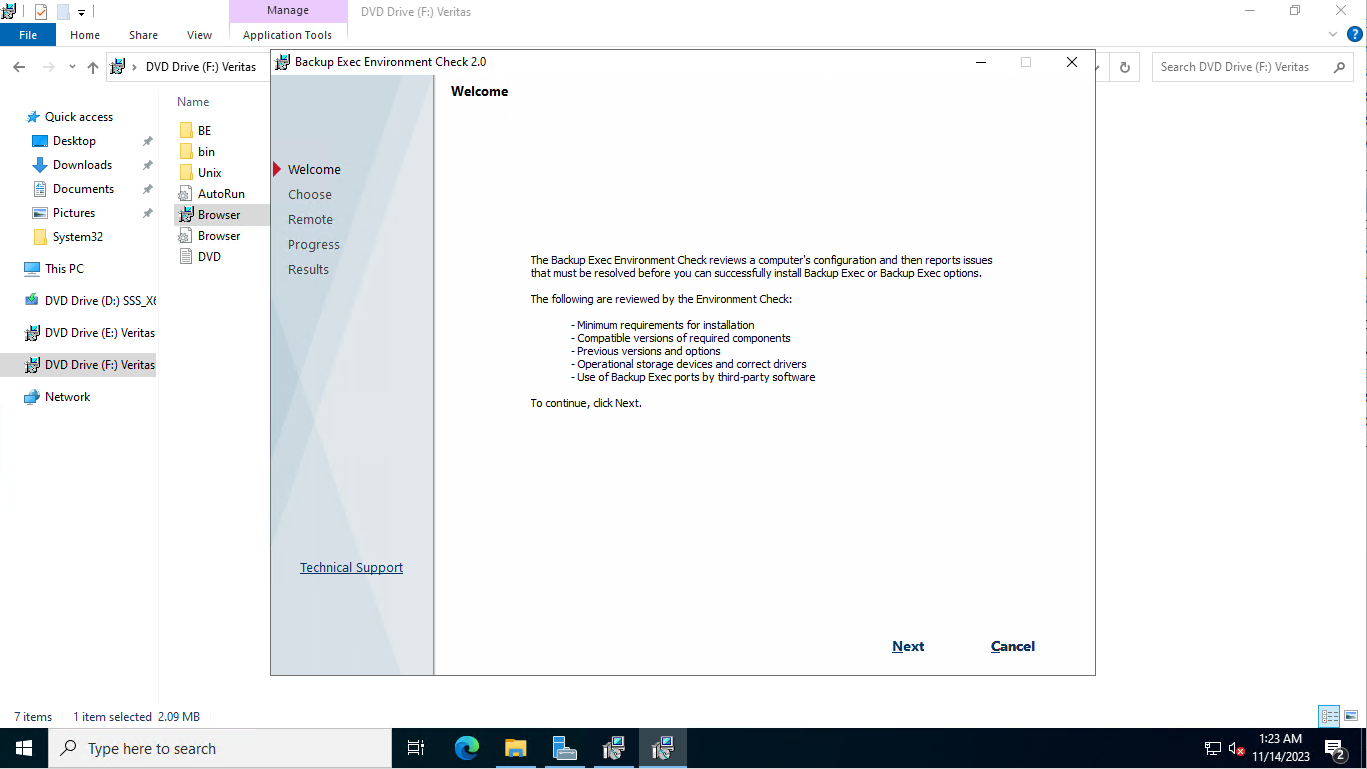 Manage
DVD Drive (F:) Veritas
File
Home
Share
View
Application Tools
DVD Drive (F:) Veritas
Search DVD Drive (F:) Veritas
Backup Exec Environment Check 2.0
Quick access
Desktop
Downloads
Documents
Pictures
System32
This PC
DVD Drive (D:) SSS_X6
DVD Drive (E:) Veritas
DVD Drive (F:) Veritas
Network
Name
BE
bin
Unix
AutoRun
Browser
Browser
DVD
Welcome
Choose
Remote
Progress
Results
Technical Support
Welcome
The Backup Exec Environment Check reviews a computer's configuration and then reports issues
that must be resolved before you can successfully install Backup Exec or Backup Exec options.
The following are reviewed by the Environment Check:
- Minimum requirements for installation
- Compatible versions of required components
- Previous versions and options
- Operational storage devices and correct drivers
- Use of Backup Exec ports by third-party software
To continue, click Next.
Next
Cancel
7 items
1 item selected 2.09 MB
Type here to search
1:23 AM
11/14/2023
2